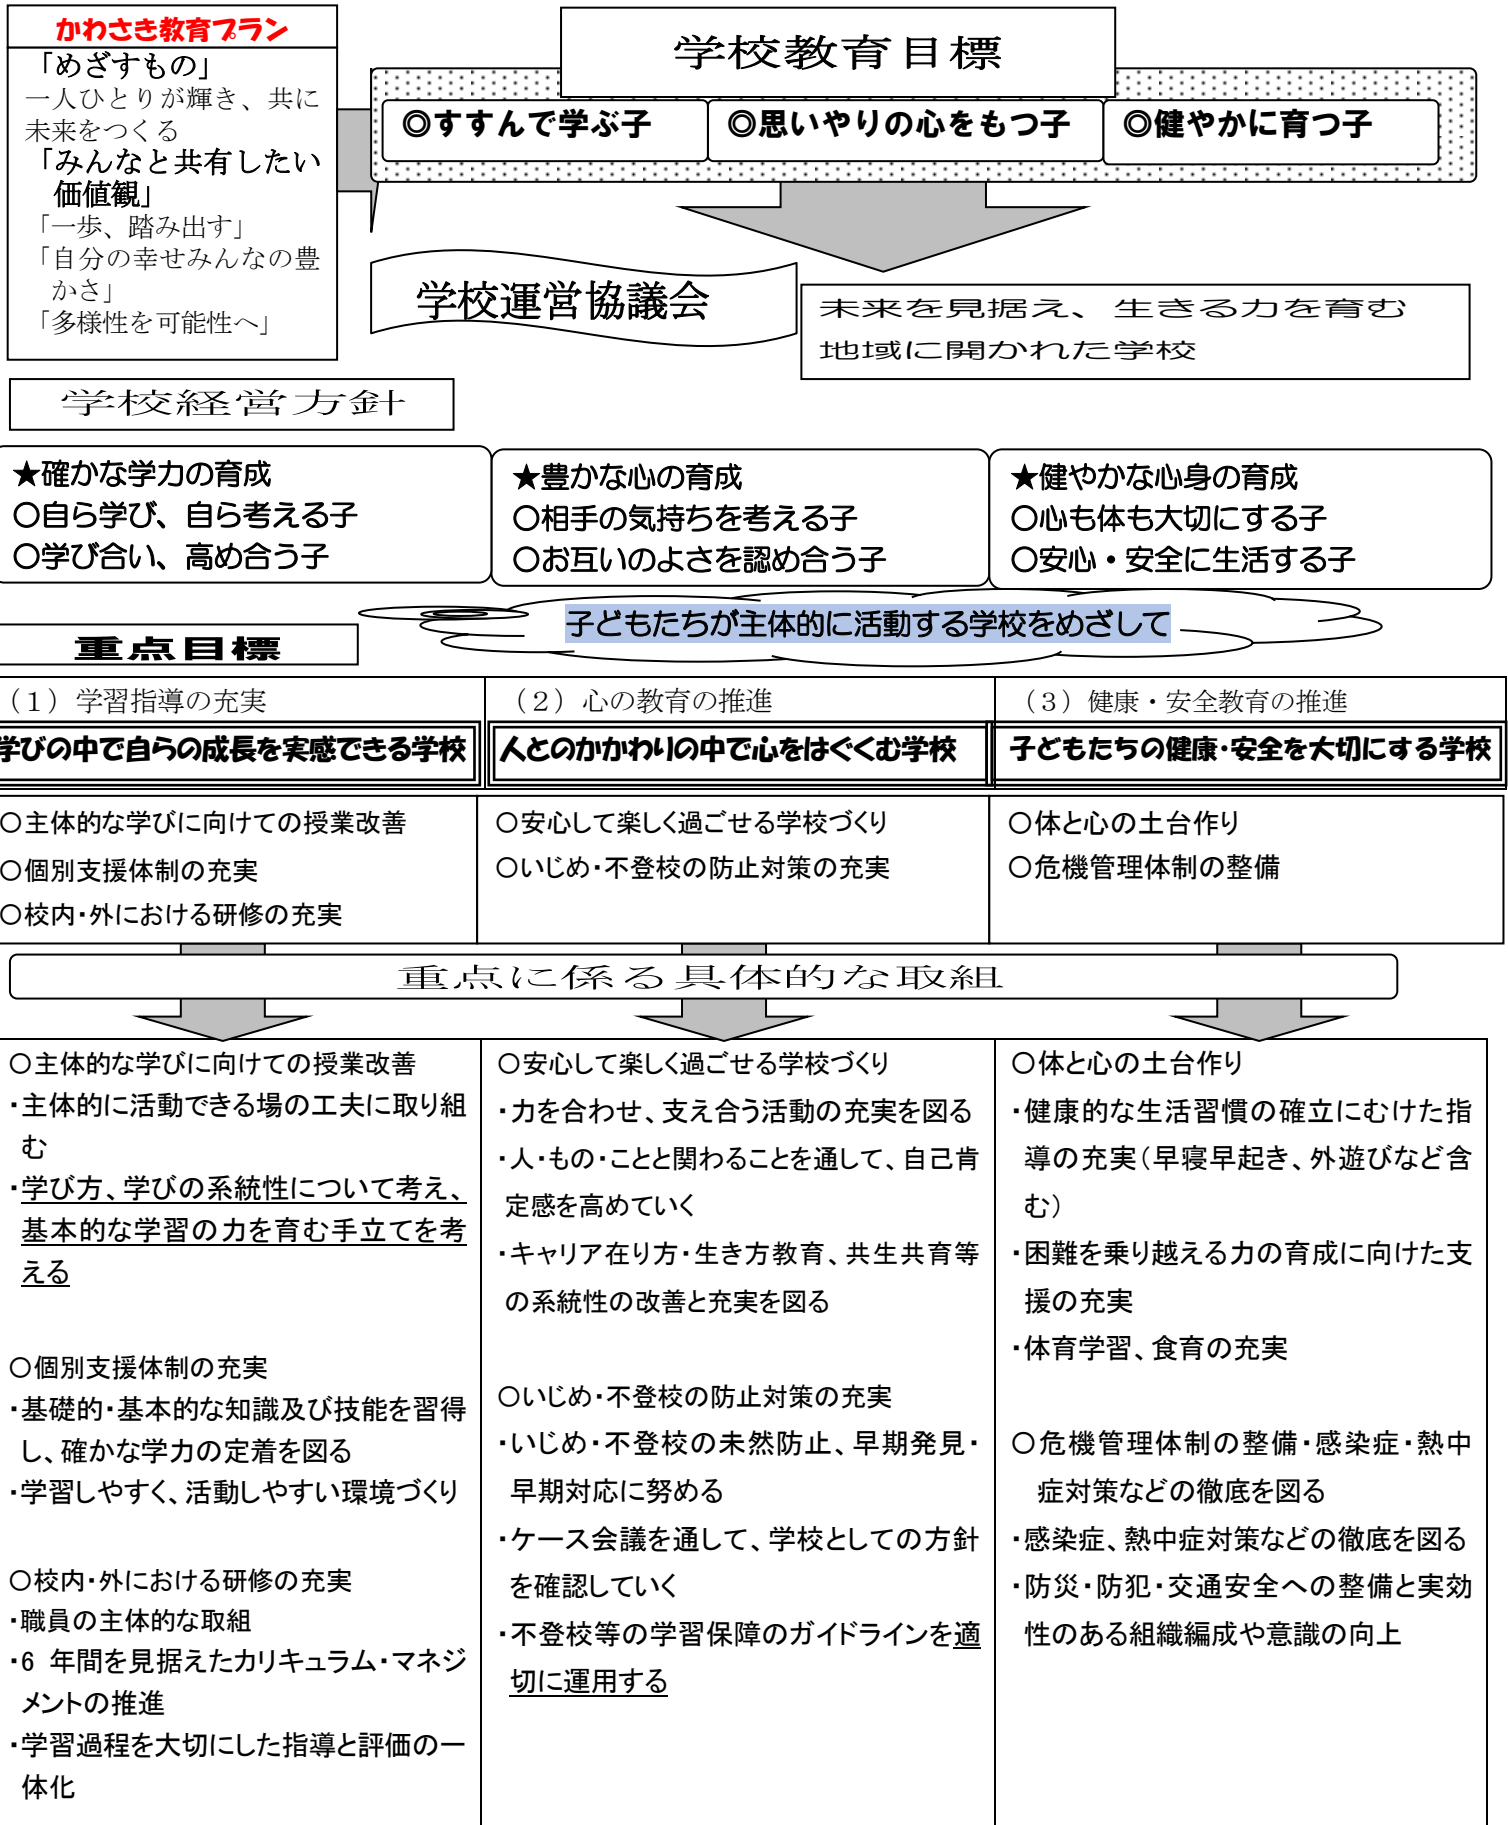 かわさき教育プラン
「めざすもの」
一人ひとりが輝き、共に
未来をつくる
「みんなと共有したい
価値観」
「一歩、踏み出す」
「自分の幸せみんなの豊
かさ」
「多様性を可能性へ」
学校教育目標
◎すすんで学ぶ子
◎思いやりの心をもつ子
◎健やかに育つ子
学校運営協議会
未来を見据え、生きる力を育む
地域に開かれた学校
学校経営方針
★確かな学力の育成
○自ら学び、自ら考える子
○学び合い、高め合う子
★豊かな心の育成
○相手の気持ちを考える子
○お互いのよさを認め合う子
★健やかな心身の育成
○心も体も大切にする子
○安心・安全に生活する子
子どもたちが主体的に活動する学校をめざして
重点目標
（１）学習指導の充実
学びの中で自らの成長を実感できる学校
○主体的な学びに向けての授業改善
○個別支援体制の充実
○校内・外における研修の充実
（２）心の教育の推進
人とのかかわりの中で心をはぐくむ学校
○安心して楽しく過ごせる学校づくり
○いじめ・不登校の防止対策の充実
（３）健康・安全教育の推進
子どもたちの健康・安全を大切にする学校
○体と心の土台作り
○危機管理体制の整備
重点に係る具体的な取組
○主体的な学びに向けての授業改善
・主体的に活動できる場の工夫に取り組
む
・学び方、学びの系統性について考え、
基本的な学習の力を育む手立てを考
える
○個別支援体制の充実
・基礎的・基本的な知識及び技能を習得
し、確かな学力の定着を図る
・学習しやすく、活動しやすい環境づくり
○校内・外における研修の充実
・職員の主体的な取組
・6 年間を見据えたカリキュラム・マネジ
メントの推進
・学習過程を大切にした指導と評価の一
体化
○安心して楽しく過ごせる学校づくり
・力を合わせ、支え合う活動の充実を図る
・人・もの・ことと関わることを通して、自己肯
定感を高めていく
・キャリア在り方・生き方教育、共生共育等
の系統性の改善と充実を図る
○いじめ・不登校の防止対策の充実
・いじめ・不登校の未然防止、早期発見・
早期対応に努める
・ケース会議を通して、学校としての方針
を確認していく
・不登校等の学習保障のガイドラインを適
切に運用する
○体と心の土台作り
・健康的な生活習慣の確立にむけた指
導の充実（早寝早起き、外遊びなど含
む）
・困難を乗り越える力の育成に向けた支
援の充実
・体育学習、食育の充実
○危機管理体制の整備・感染症・熱中
症対策などの徹底を図る
・感染症、熱中症対策などの徹底を図る
・防災・防犯・交通安全への整備と実効
性のある組織編成や意識の向上